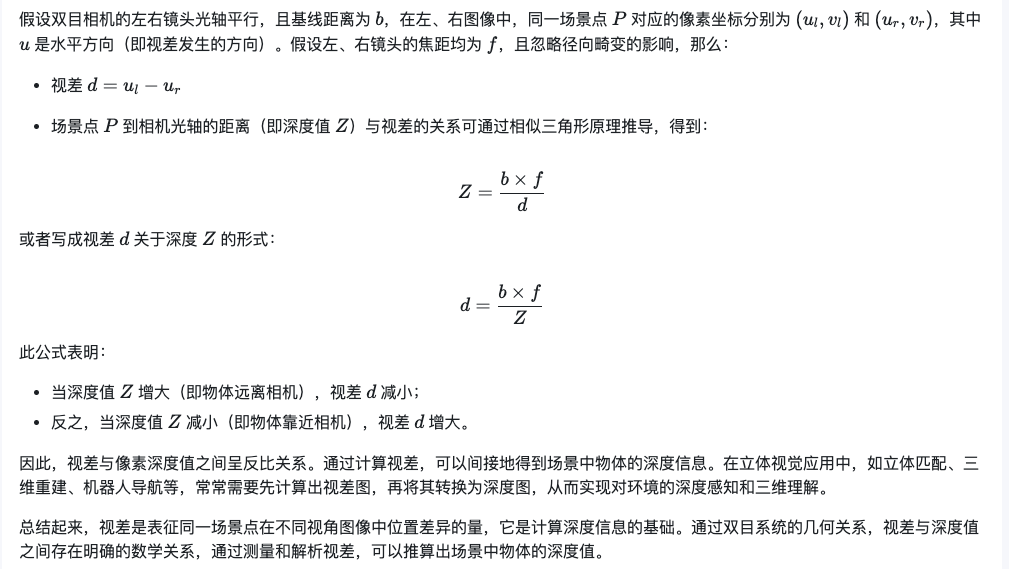 假设双目相机的左右镜头光轴平行，且基线距离为 b，在左、右图像中，同一场景点 P 对应的像素坐标分别为 (uₗ, vₗ) 和 (uᵣ, vᵣ)，其中
u 是水平方向（即视差发生的方向）。假设左、右镜头的焦距均为 f，且忽略径向畸变的影响，那么：
• 视差 d = uₗ − uᵣ
• 场景点 P 到相机光轴的距离（即深度值 Z）与视差的关系可通过相似三角形原理推导，得到：
Z = \frac{b × f}{d}
或者写成视差 d 关于深度 Z 的形式：
d = \frac{b × f}{Z}
此公式表明：
• 当深度值 Z 增大（即物体远离相机），视差 d 减小；
• 反之，当深度值 Z 减小（即物体靠近相机），视差 d 增大。
因此，视差与像素深度值之间呈反比关系。通过计算视差，可以间接地得到场景中物体的深度信息。在立体视觉应用中，如立体匹配、三
维重建、机器人导航等，常常需要先计算出视差图，再将其转换为深度图，从而实现对环境的深度感知和三维理解。
总结起来，视差是表征同一场景点在不同视角图像中位置差异的量，它是计算深度信息的基础。通过双目系统的几何关系，视差与深度值
之间存在明确的数学关系，通过测量和解析视差，可以推算出场景中物体的深度值。